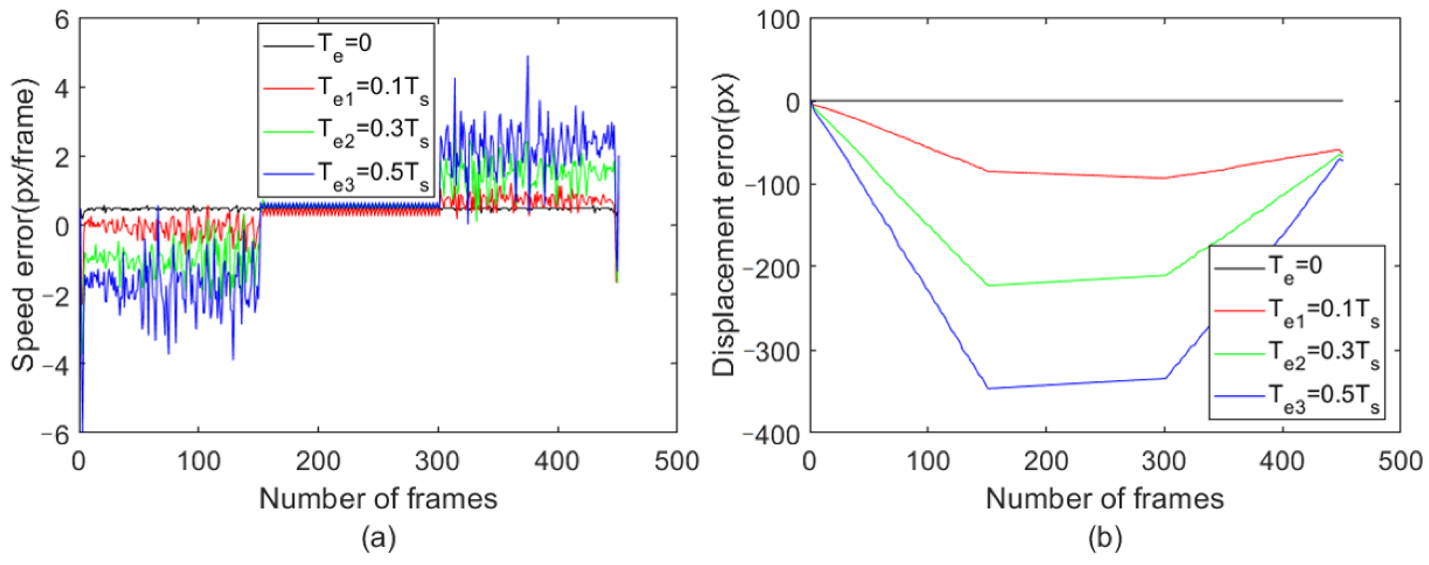 6
4
2
0
−2
−4
−6
Speed error(px/frame)
T_e=0
T_e1=0.1T_s
T_e2=0.3T_s
T_e3=0.5T_s
0 100 200 300 400 500
Number of frames
(a)
100
0
−100
−200
−300
−400
Displacement error(px)
T_e=0
T_e1=0.1T_s
T_e2=0.3T_s
T_e3=0.5T_s
0 100 200 300 400 500
Number of frames
(b)